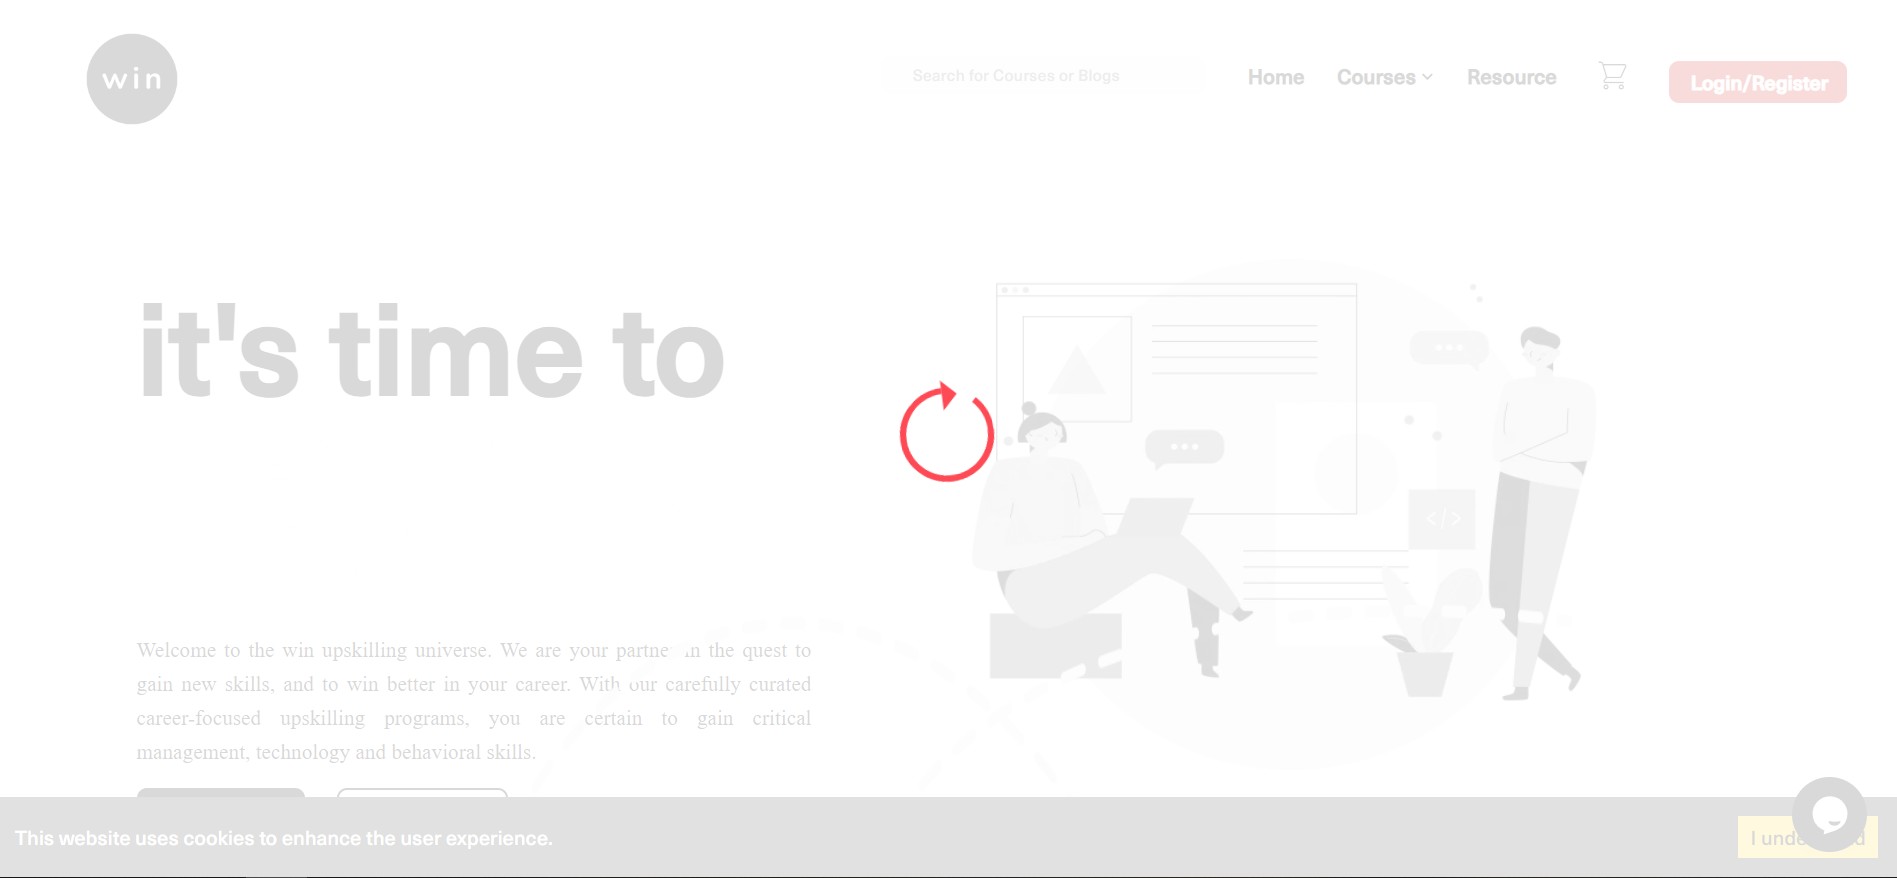 win
Search for Courses or Blogs
Home
Courses
Resource
Login/Register
it's time to
Welcome to the win upskilling universe. We are your partne in the quest to
gain new skills, and to win better in your career. With our carefully curated
career-focused upskilling programs, you are certain to gain critical
management, technology and behavioral skills.
</>
This website uses cookies to enhance the user experience.
I unde d